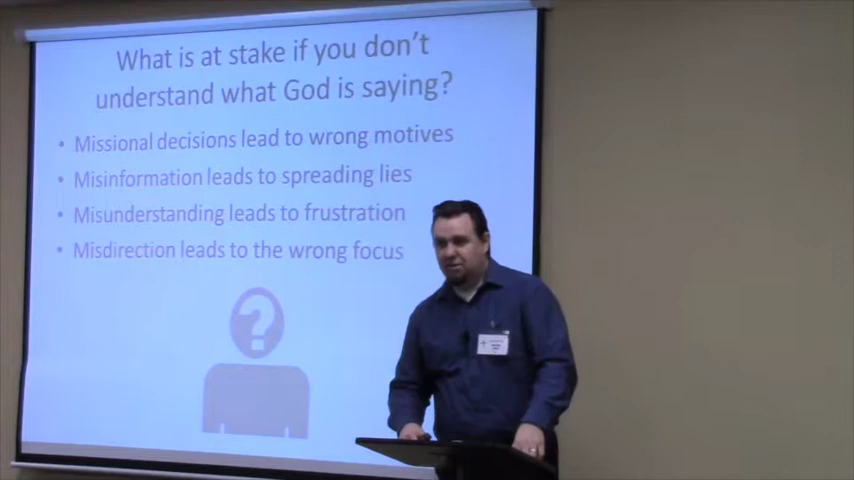 What is at stake if you don't
understand what God is saying?
• Missional decisions lead to wrong motives
• Misinformation leads to spreading lies
• Misunderstanding leads to frustration
• Misdirection leads to the wrong focus
?